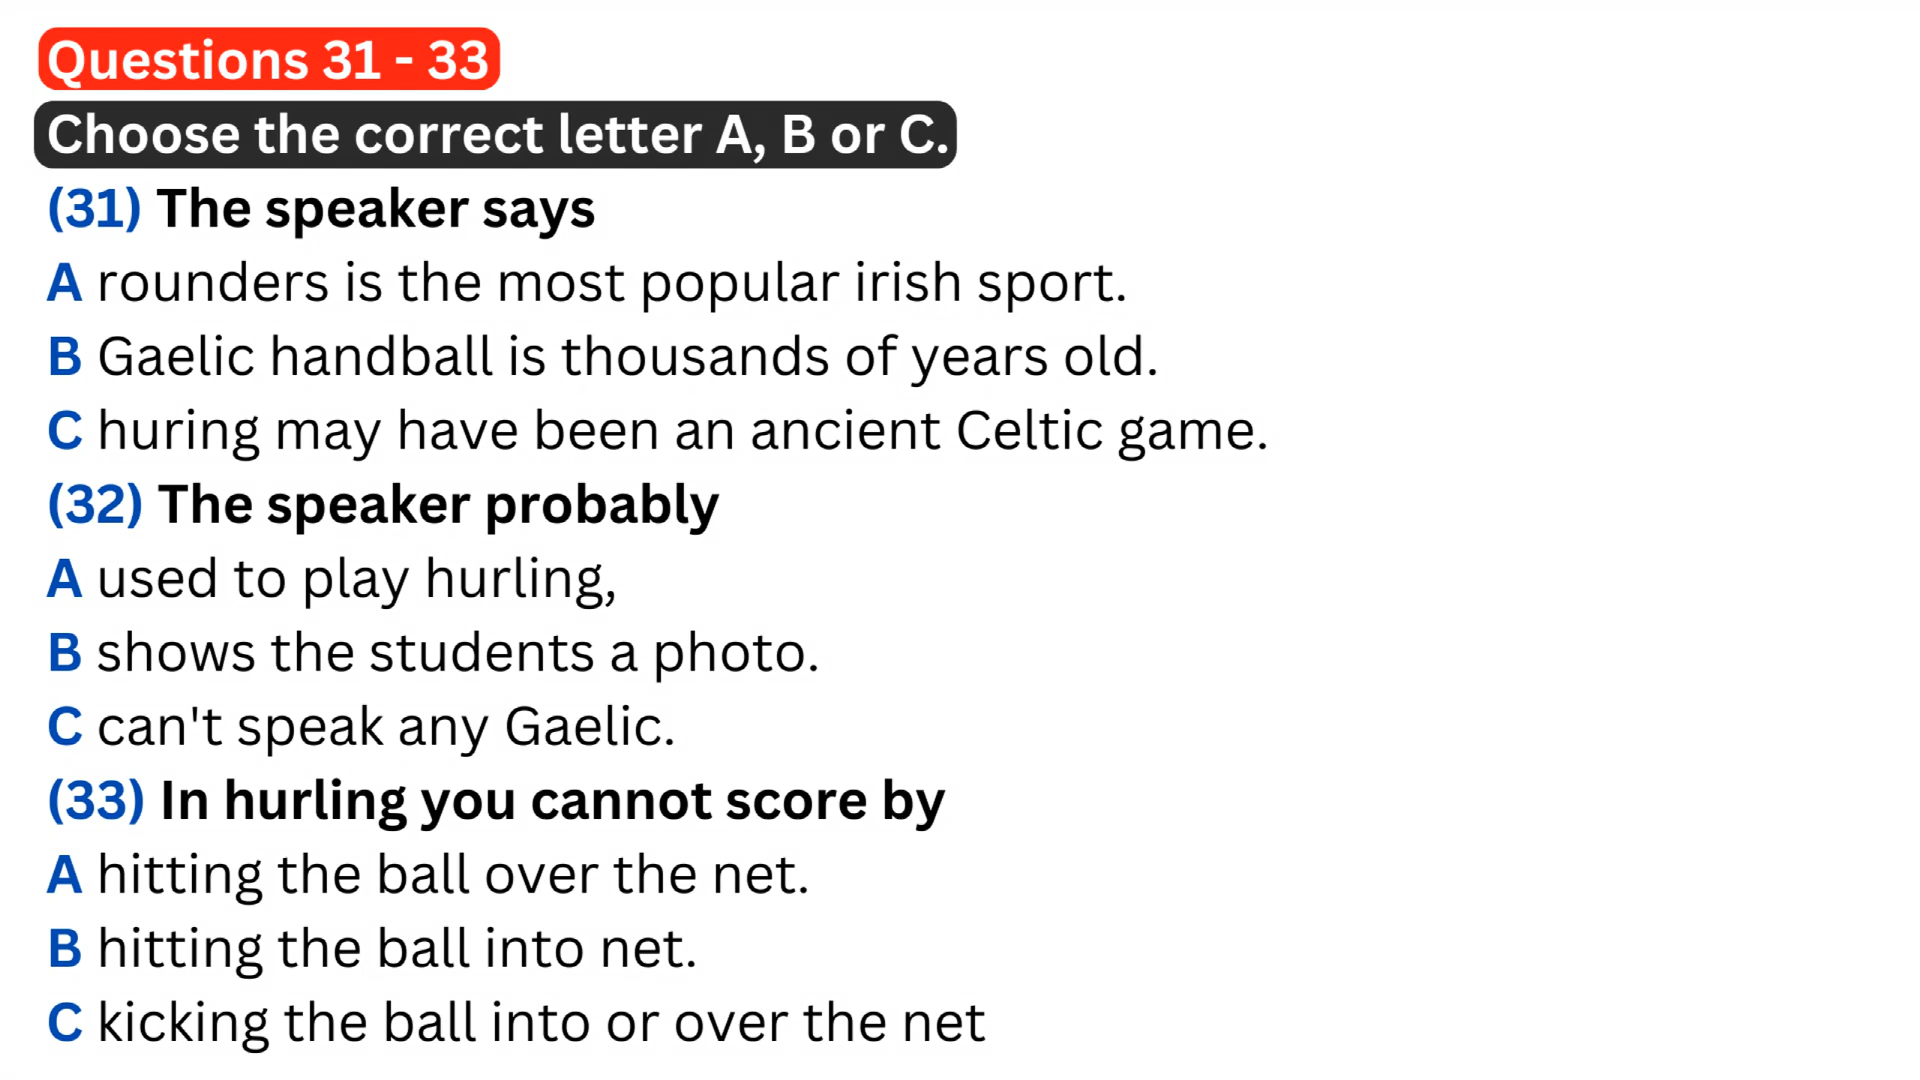 Questions 31 - 33
Choose the correct letter A, B or C.
(31) The speaker says
A rounders is the most popular irish sport.
B Gaelic handball is thousands of years old.
C huring may have been an ancient Celtic game.
(32) The speaker probably
A used to play hurling,
B shows the students a photo.
C can't speak any Gaelic.
(33) In hurling you cannot score by
A hitting the ball over the net.
B hitting the ball into net.
C kicking the ball into or over the net